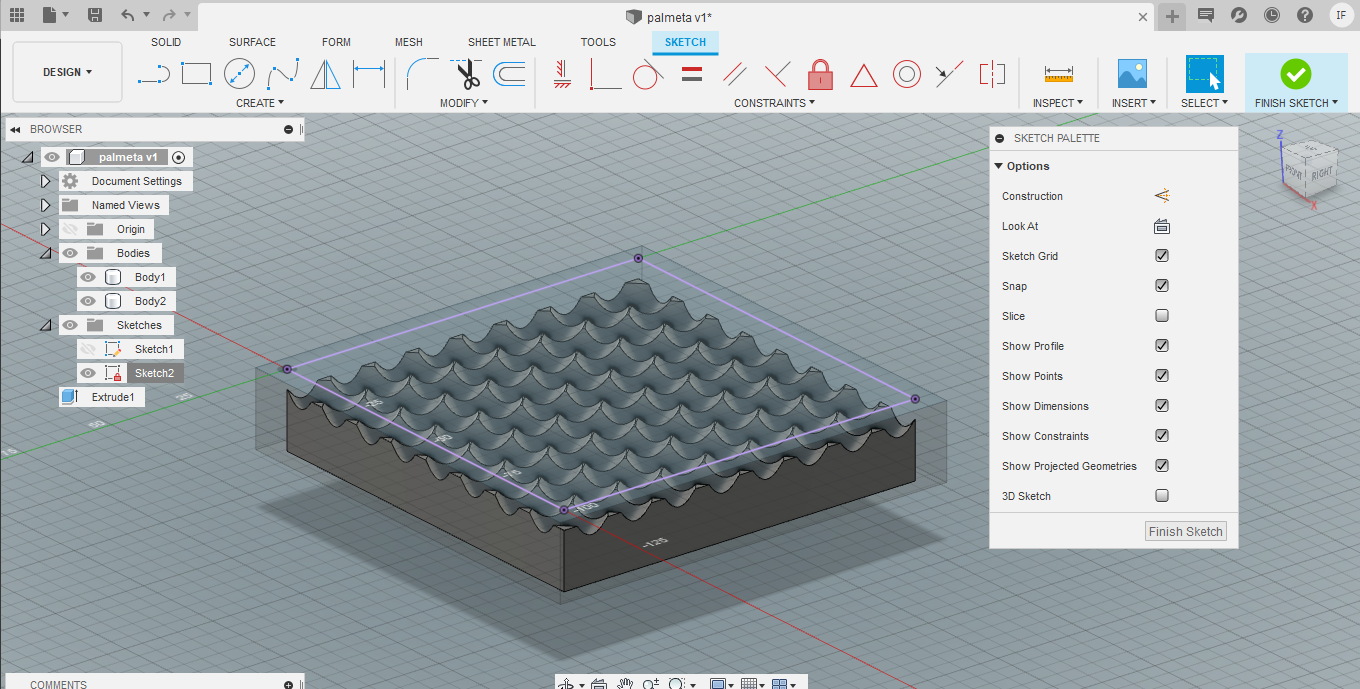 palmeta v1*
IF
SOLID
SURFACE
FORM
MESH
SHEET METAL
TOOLS
SKETCH
DESIGN
CREATE
MODIFY
CONSTRAINTS
INSPECT
INSERT
SELECT
FINISH SKETCH
BROWSER
palmeta v1
Document Settings
Named Views
Origin
Bodies
Body1
Body2
Sketches
Sketch1
Sketch2
Extrude1
SKETCH PALETTE
Options
Construction
Look At
Sketch Grid
Snap
Slice
Show Profile
Show Points
Show Dimensions
Show Constraints
Show Projected Geometries
3D Sketch
Finish Sketch
Z
FRONT
RIGHT
X
25
50
75
-25
-50
-75
-100
-125
COMMENTS